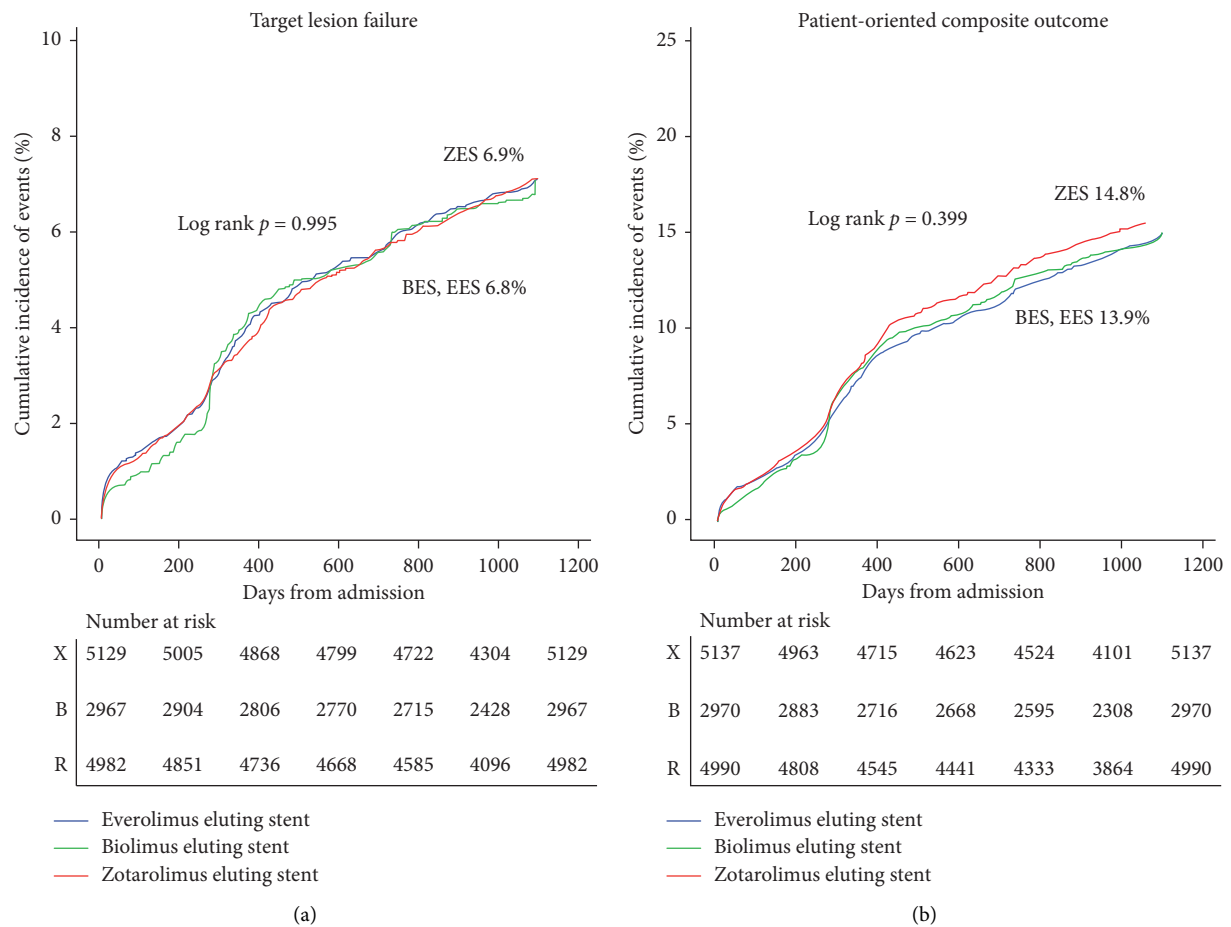 Target lesion failure
10
8
6
4
2
0
Cumulative incidence of events (%)
ZES 6.9%
Log rank p = 0.995
BES, EES 6.8%
0 200 400 600 800 1000 1200
Days from admission
Number at risk
X 5129 5005 4868 4799 4722 4304 5129
B 2967 2904 2806 2770 2715 2428 2967
R 4982 4851 4736 4668 4585 4096 4982
Everolimus eluting stent
Biolimus eluting stent
Zotarolimus eluting stent
(a)
Patient-oriented composite outcome
25
20
15
10
5
0
Cumulative incidence of events (%)
ZES 14.8%
Log rank p = 0.399
BES, EES 13.9%
0 200 400 600 800 1000 1200
Days from admission
Number at risk
X 5137 4963 4715 4623 4524 4101 5137
B 2970 2883 2716 2668 2595 2308 2970
R 4990 4808 4545 4441 4333 3864 4990
Everolimus eluting stent
Biolimus eluting stent
Zotarolimus eluting stent
(b)